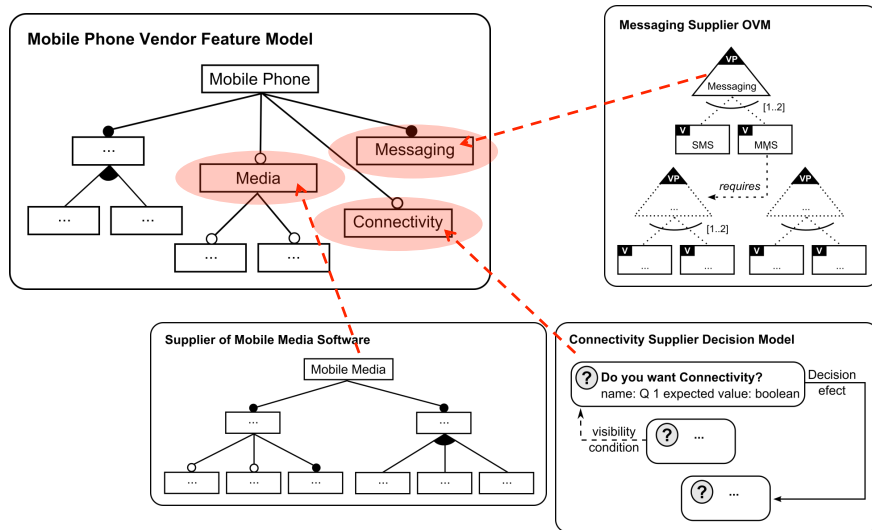 Mobile Phone Vendor Feature Model
Mobile Phone
...
Messaging
Media
...
...
Connectivity
...
...
Messaging Supplier OVM
VP
Messaging
[1..2]
V
SMS
V
MMS
VP
requires
VP
...
...
[1..2]
V
...
V
...
V
...
V
...
Supplier of Mobile Media Software
Mobile Media
...
...
...
...
...
...
...
...
Connectivity Supplier Decision Model
?
Do you want Connectivity?
name: Q 1 expected value: boolean
Decision
efect
visibility
condition
?
...
?
...